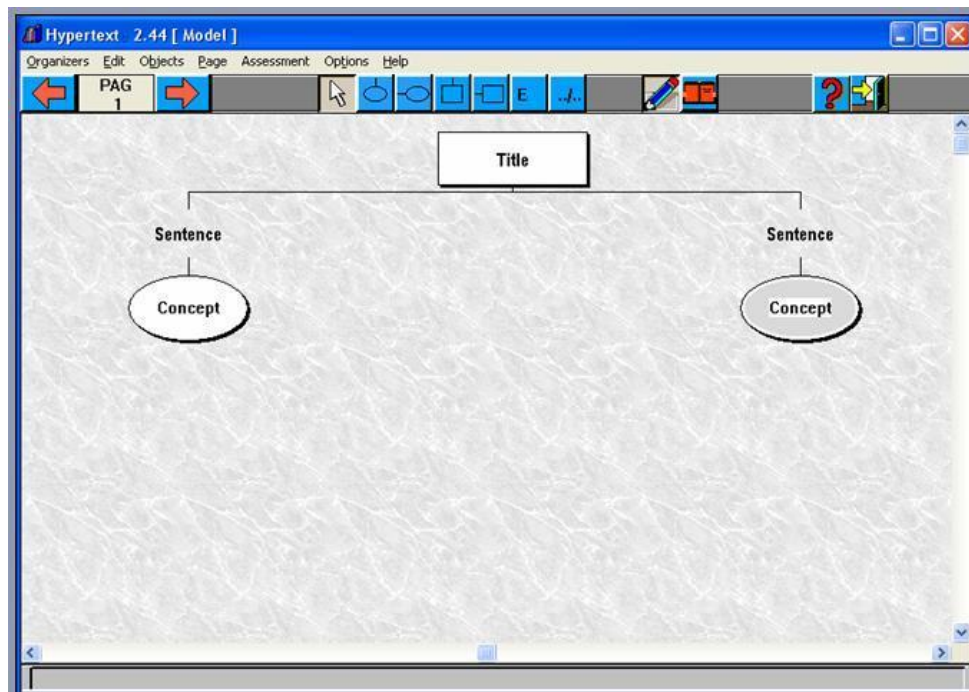 Hypertext 2.44 [ Model ]
Organizers Edit Objects Page Assessment Options Help
PAG
1
E ../..
Title
Sentence Sentence
Concept Concept